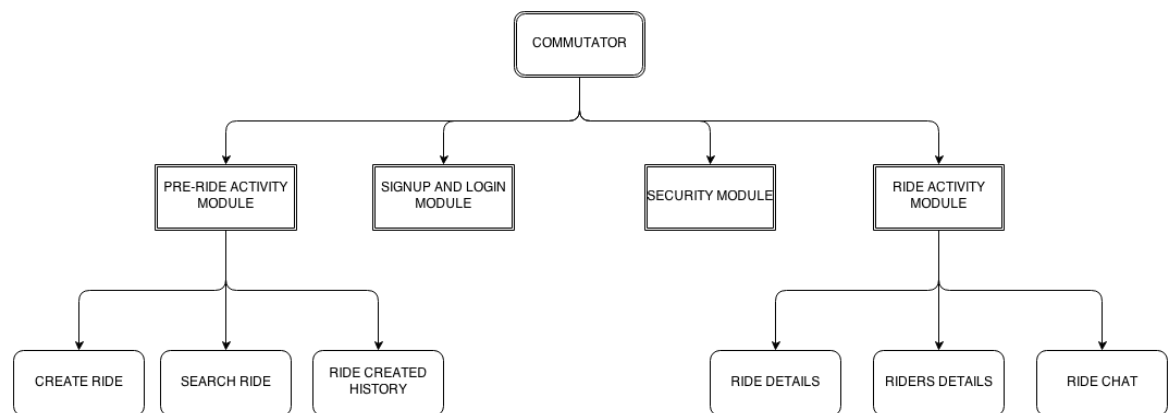 COMMUTATOR
PRE-RIDE ACTIVITY
MODULE
SIGNUP AND LOGIN
MODULE
SECURITY MODULE
RIDE ACTIVITY
MODULE
CREATE RIDE
SEARCH RIDE
RIDE CREATED
HISTORY
RIDE DETAILS
RIDERS DETAILS
RIDE CHAT